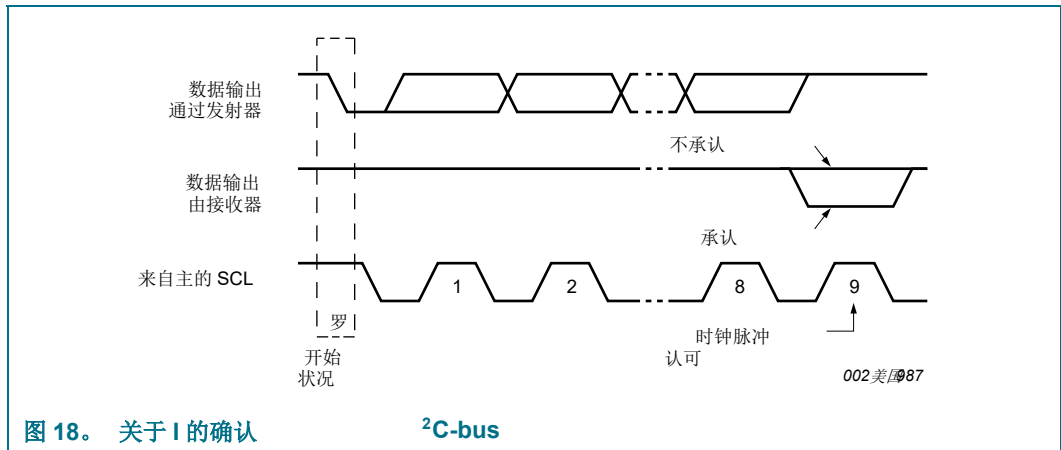 数据输出
通过发射器
不承认
数据输出
由接收器
承认
来自主的 SCL
1
2
8
9
罗
时钟脉冲
开始
认可
状况
002美国987
图 18。 关于 I 的确认 ²C-bus